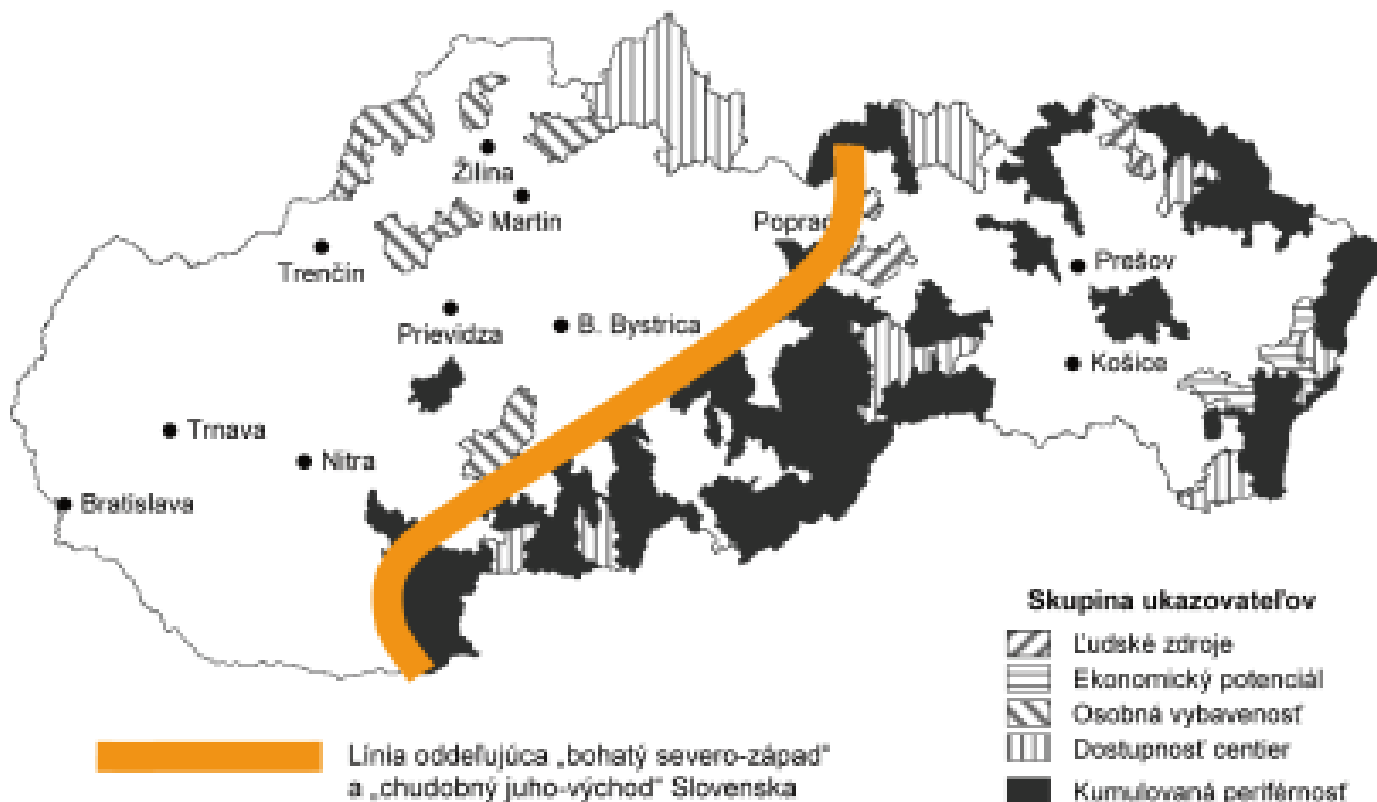 Žilina
Martin
Poprad
Trenčín
Prešov
Prievidza
B. Bystrica
Košice
Trnava
Nitra
Bratislava
Skupina ukazovateľov
Ľudské zdroje
Ekonomický potenciál
Osobná vybavenosť
Dostupnosť centier
Kumulovaná periférnosť
Línia oddeľujúca „bohatý severo-západ“
a „chudobný juho-východ“ Slovenska